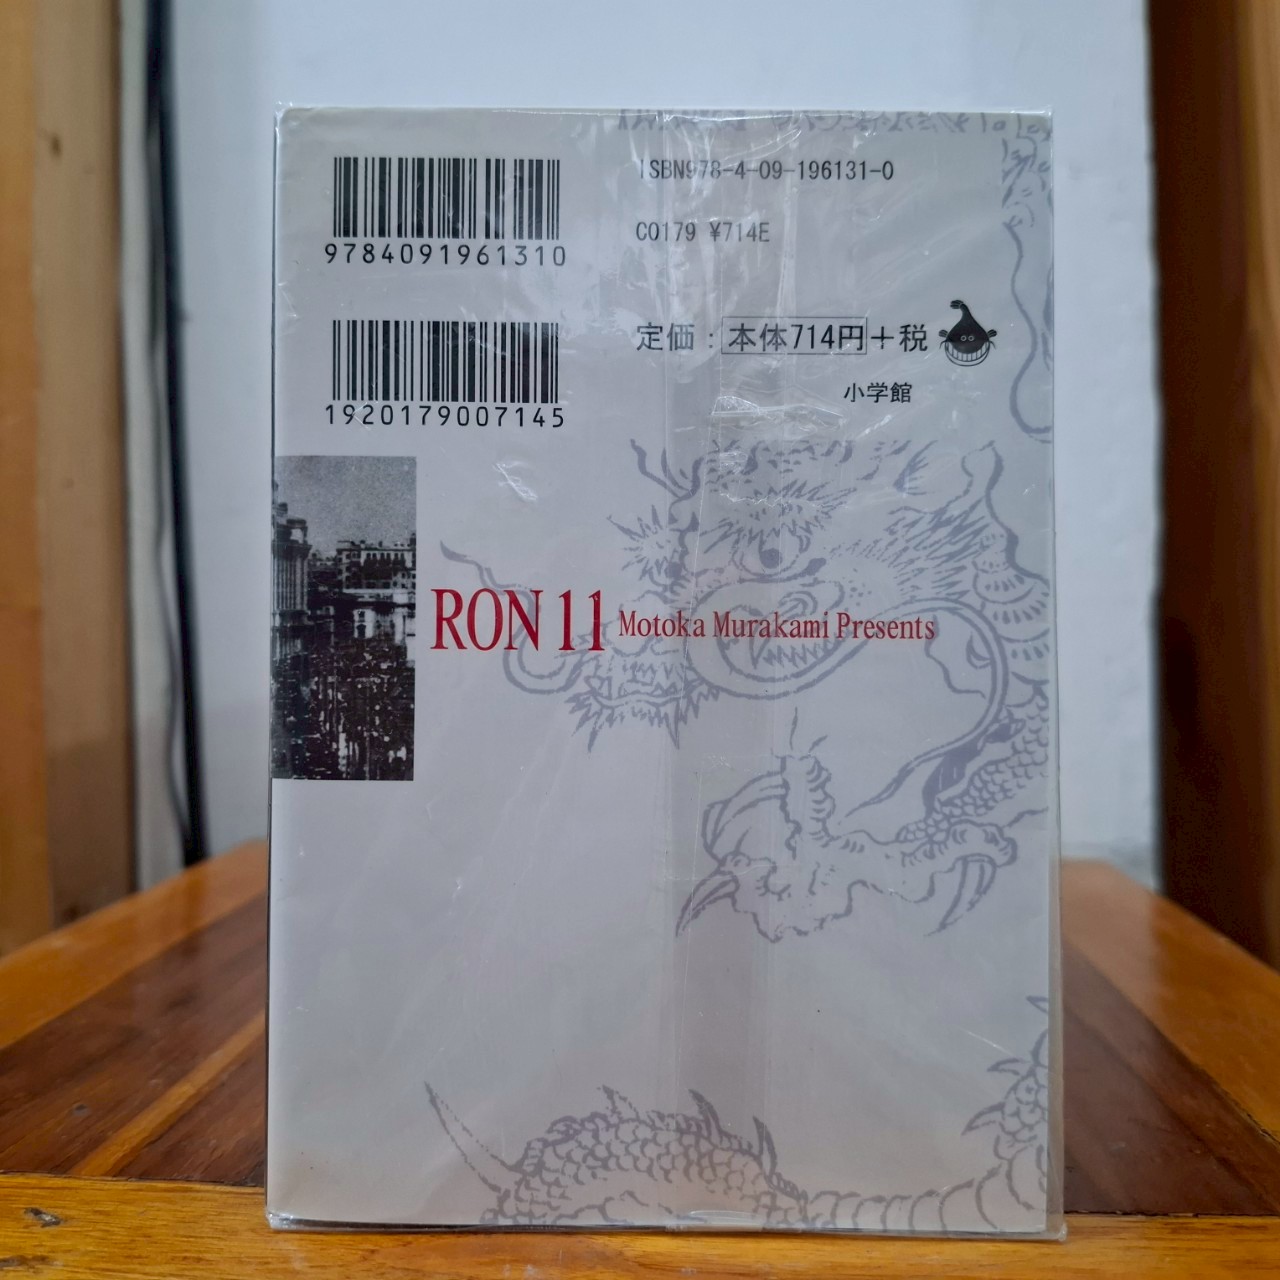 9784091961310
ISBN978-4-09-196131-0
C0179 ¥714E
1920179007145
定価：本体714円+税
小学館
RON 11 Motoka Murakami Presents